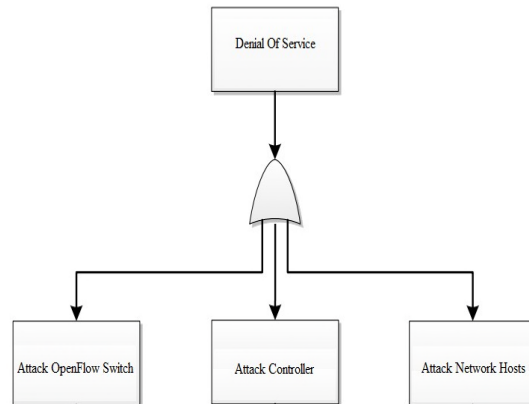 Denial Of Service
Attack OpenFlow Switch
Attack Controller
Attack Network Hosts